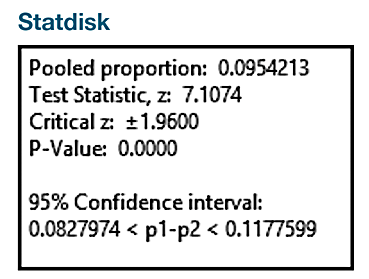 Statdisk
Pooled proportion: 0.0954213
Test Statistic, z: 7.1074
Critical z: ±1.9600
P-Value: 0.0000
95% Confidence interval:
0.0827974 < p1-p2 < 0.1177599